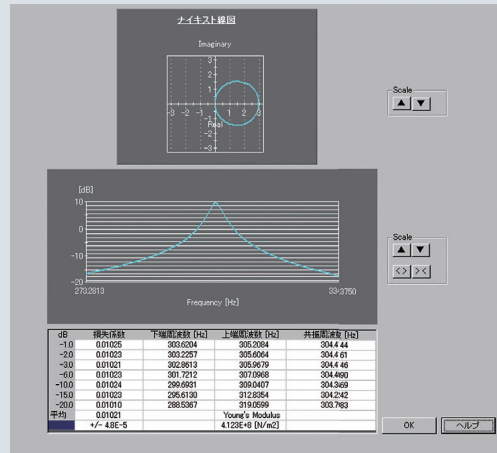 ナイキスト線図
Imaginary
3
2
1
-3 -2 -1 1 2 3
Real
-1
-2
-3
Scale
[dB]
10
0
-10
-20
273.2813
Frequency [Hz]
Scale
<> ><
dB 損失係数 下端周波数 [Hz] 上端周波数 [Hz] 共振周波数 [Hz]
-1.0 0.01025 303.6204 305.2084
-2.0 0.01023 303.2257 305.6064
-3.0 0.01021 302.8613 305.9679
-6.0 0.01023 301.7212 307.0968
-10.0 0.01024 299.6931 309.0407
-15.0 0.01023 295.6130 312.8354
-20.0 0.01010 288.5367 319.0599
平均 0.01021 Young's Modulus
+/- 4.8E-5 4.123E+8 [N/m2]
OK ヘルプ